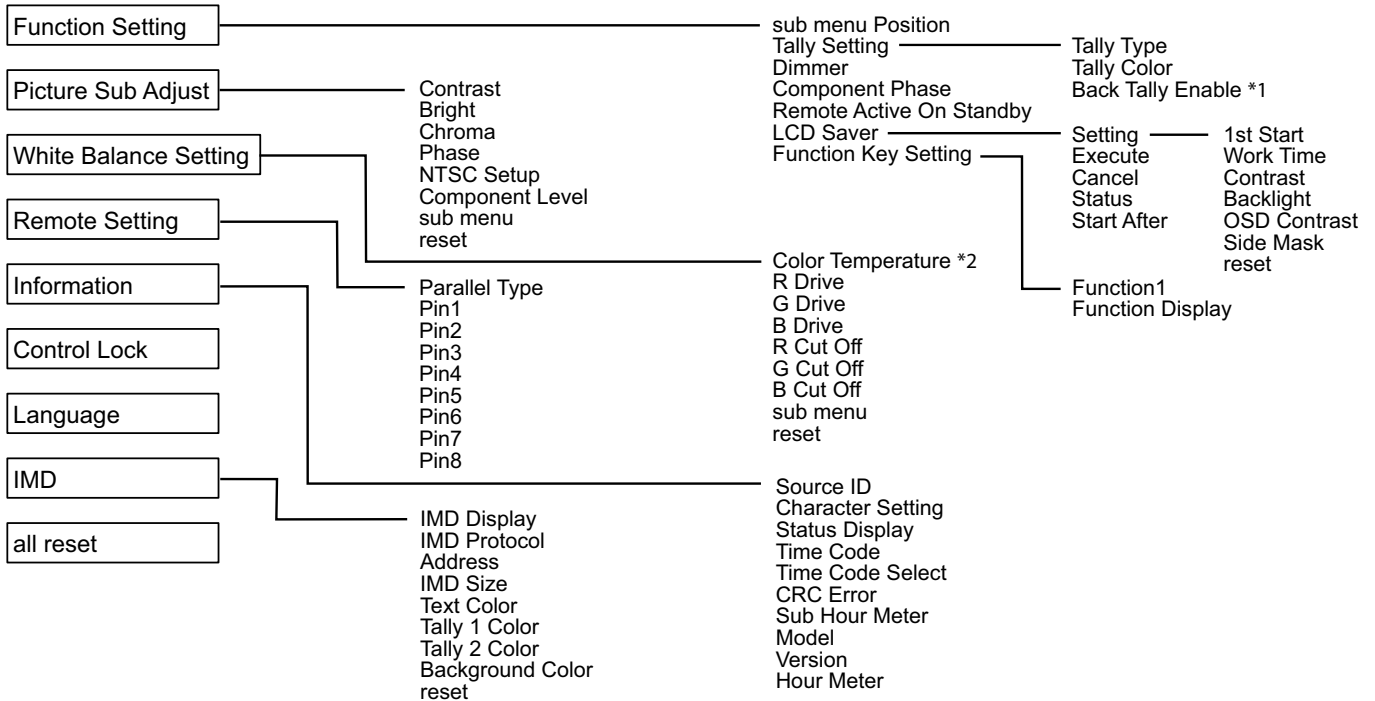 Function Setting
Picture Sub Adjust
White Balance Setting
Remote Setting
Information
Control Lock
Language
IMD
all reset
Contrast
Bright
Chroma
Phase
NTSC Setup
Component Level
sub menu
reset
Parallel Type
Pin1
Pin2
Pin3
Pin4
Pin5
Pin6
Pin7
Pin8
IMD Display
IMD Protocol
Address
IMD Size
Text Color
Tally 1 Color
Tally 2 Color
Background Color
reset
sub menu Position
Tally Setting
Dimmer
Component Phase
Remote Active On Standby
LCD Saver
Function Key Setting
Color Temperature *2
R Drive
G Drive
B Drive
R Cut Off
G Cut Off
B Cut Off
sub menu
reset
Source ID
Character Setting
Status Display
Time Code
Time Code Select
CRC Error
Sub Hour Meter
Model
Version
Hour Meter
Tally Type
Tally Color
Back Tally Enable *1
Setting
Execute
Cancel
Status
Start After
Function1
Function Display
1st Start
Work Time
Contrast
Backlight
OSD Contrast
Side Mask
reset